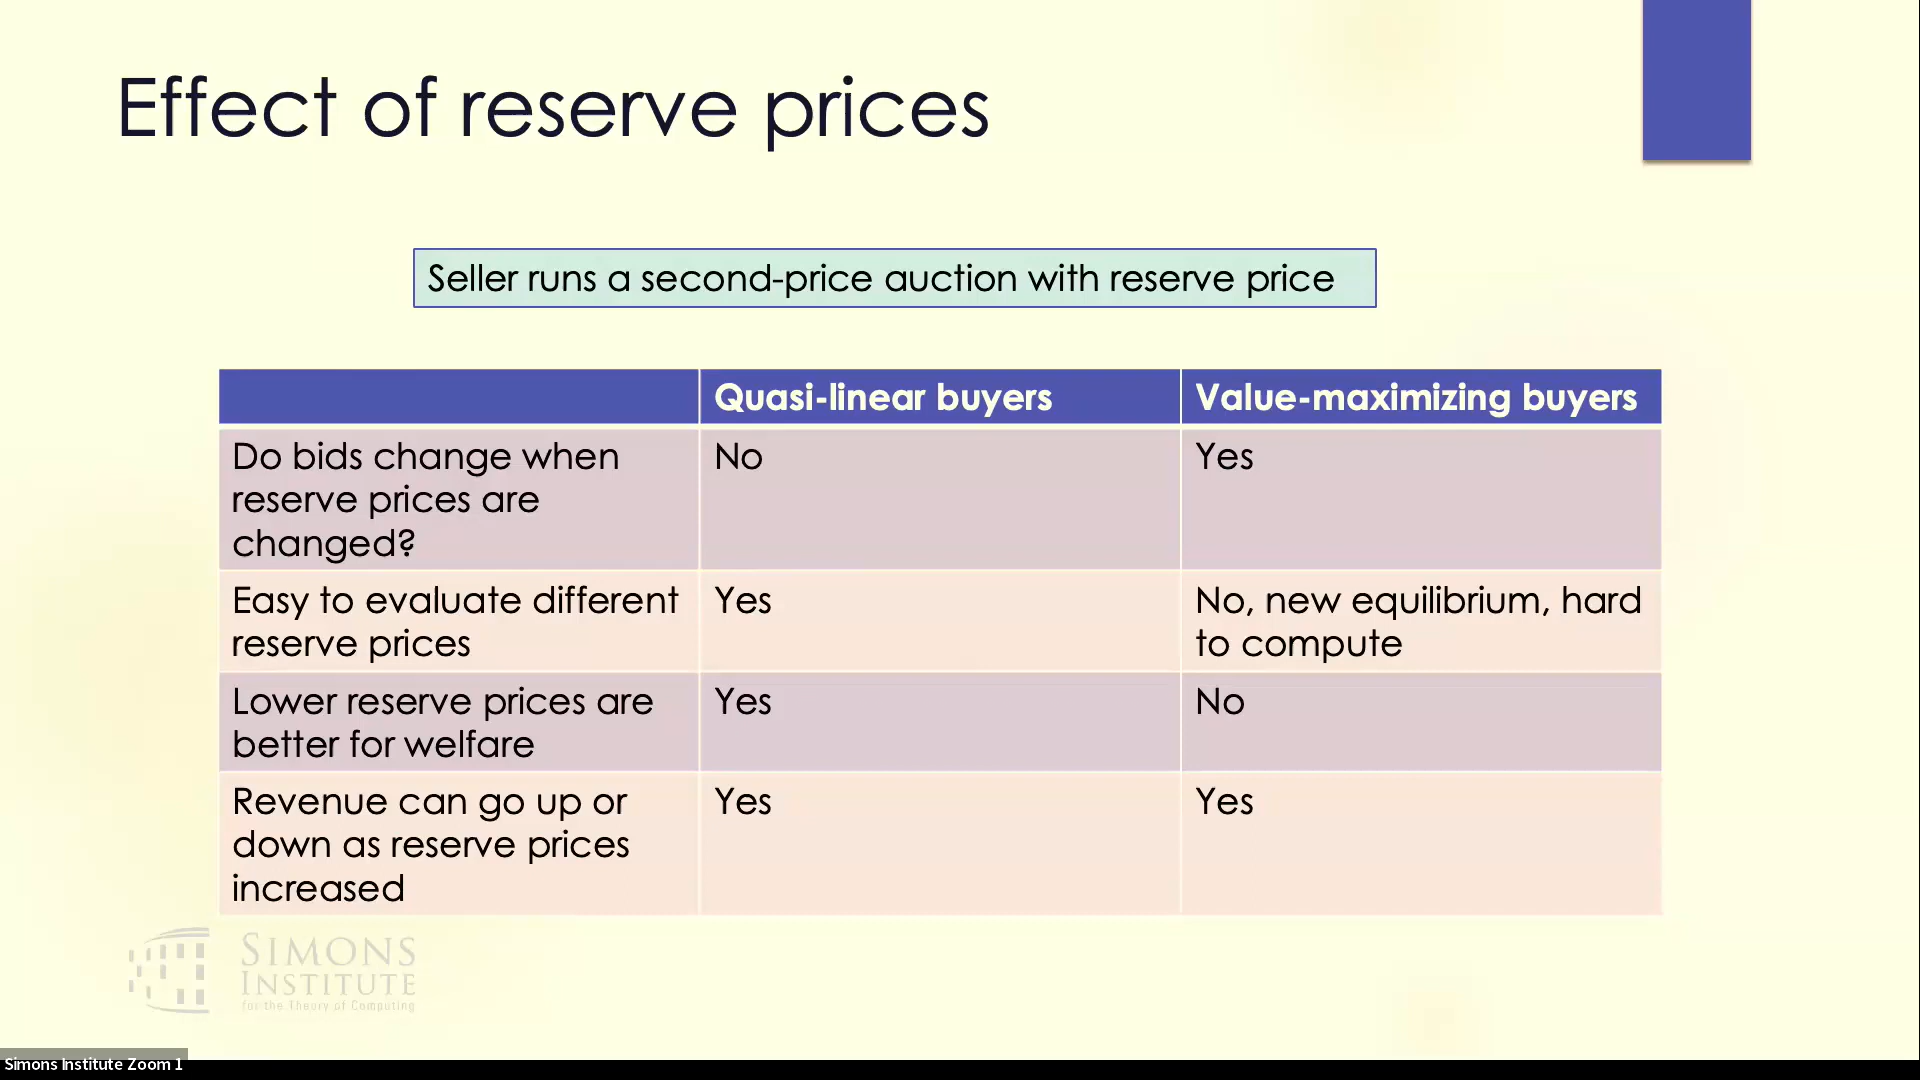 Effect of reserve prices
Seller runs a second-price auction with reserve price
Quasi-linear buyers
Value-maximizing buyers
Do bids change when
reserve prices are
changed?
No
Yes
Easy to evaluate different
reserve prices
Yes
No, new equilibrium, hard
to compute
Lower reserve prices are
better for welfare
Yes
No
Revenue can go up or
down as reserve prices
increased
Yes
Yes
SIMONS
INSTITUTE
for the Theory of Computing
Simons Institute Zoom 1